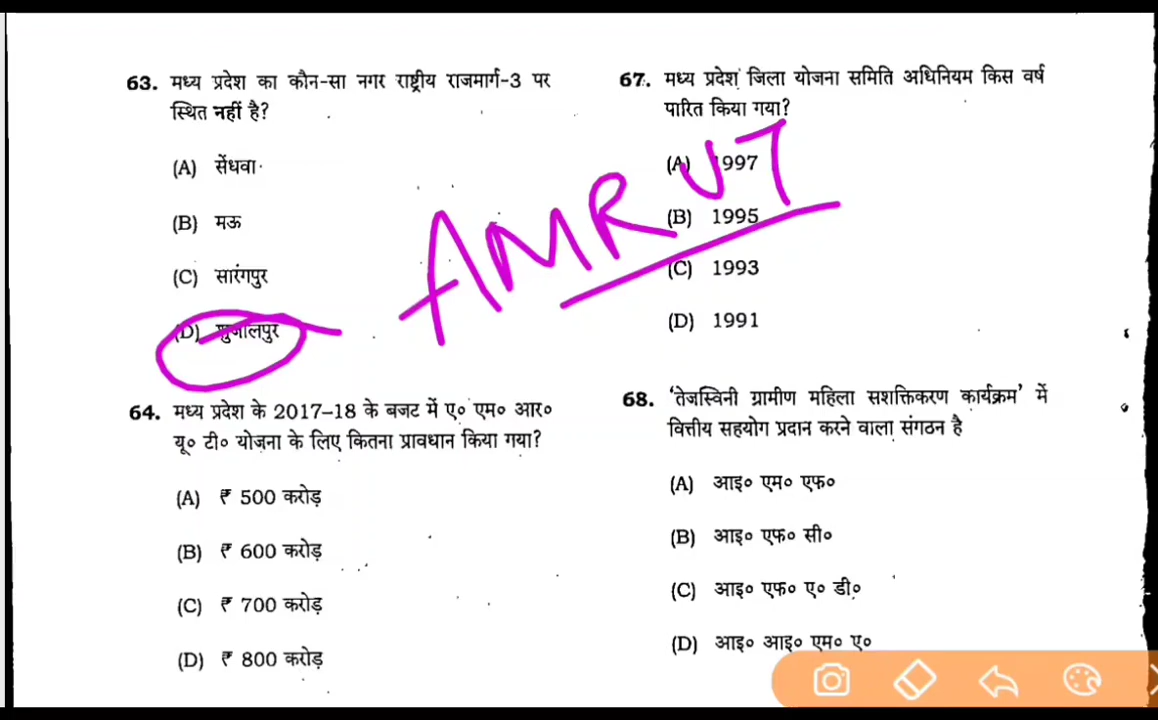 63. मध्य प्रदेश का कौन-सा नगर राष्ट्रीय राजमार्ग-3 पर
स्थित नहीं है?
(A) सेंधवा
(B) मऊ
(C) सारंगपुर
(D) शुजालपुर
64. मध्य प्रदेश के 2017–18 के बजट में ए० एम० आर०
यू० टी० योजना के लिए कितना प्रावधान किया गया?
(A) ₹ 500 करोड़
(B) ₹ 600 करोड़
(C) ₹ 700 करोड़
(D) ₹ 800 करोड़
AMRUT
67. मध्य प्रदेश जिला योजना समिति अधिनियम किस वर्ष
पारित किया गया?
(A) 1997
(B) 1995
(C) 1993
(D) 1991
68. 'तेजस्विनी ग्रामीण महिला सशक्तिकरण कार्यक्रम' में
वित्तीय सहयोग प्रदान करने वाला संगठन है
(A) आइ० एम० एफ०
(B) आइ० एफ० सी०
(C) आइ० एफ० ए० डी०
(D) आइ० आइ० एम० ए०